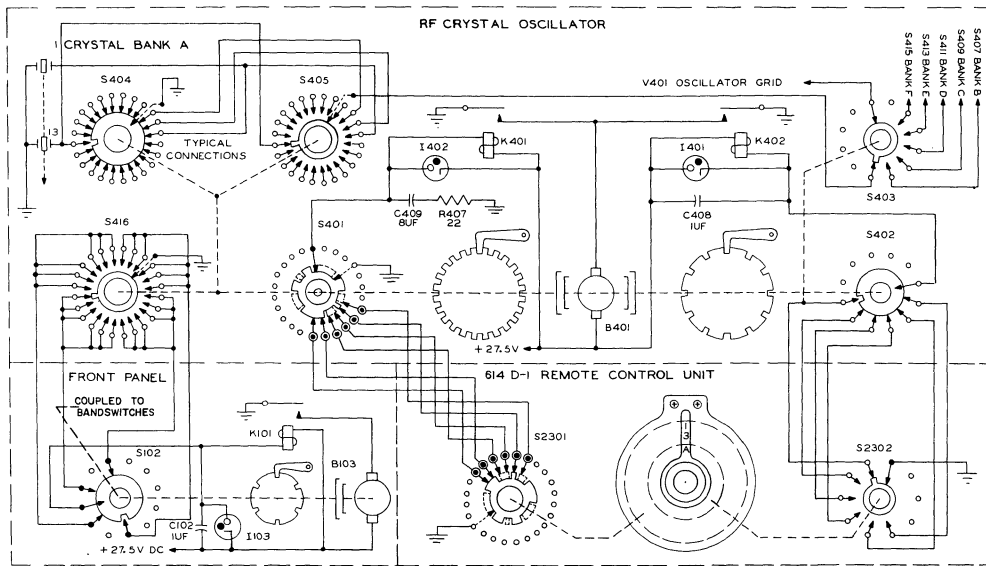 RF CRYSTAL OSCILLATOR
CRYSTAL BANK A
S404
S405
V401 OSCILLATOR GRID
S415 BANK F
S413 BANK E
S411 BANK D
S409 BANK C
S407 BANK B
1
13
TYPICAL
CONNECTIONS
I402
K401
I401
K402
S403
C409
8UF
R407
22
C408
1UF
S416
S401
S402
B401
+27.5V
FRONT PANEL
614 D-1 REMOTE CONTROL UNIT
COUPLED TO
BANDSWITCHES
K101
S102
B103
S2301
13
A
S2302
C102
1UF
I103
+27.5V DC